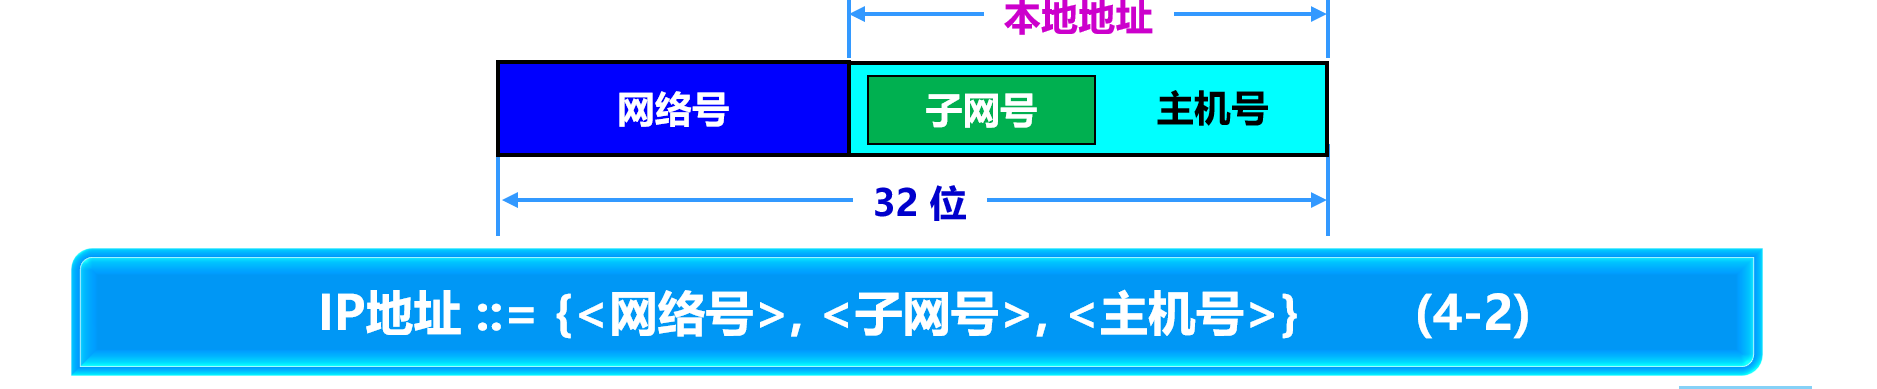 本地地址
网络号 子网号 主机号
32 位
IP地址 ::= {<网络号>, <子网号>, <主机号>} (4-2)